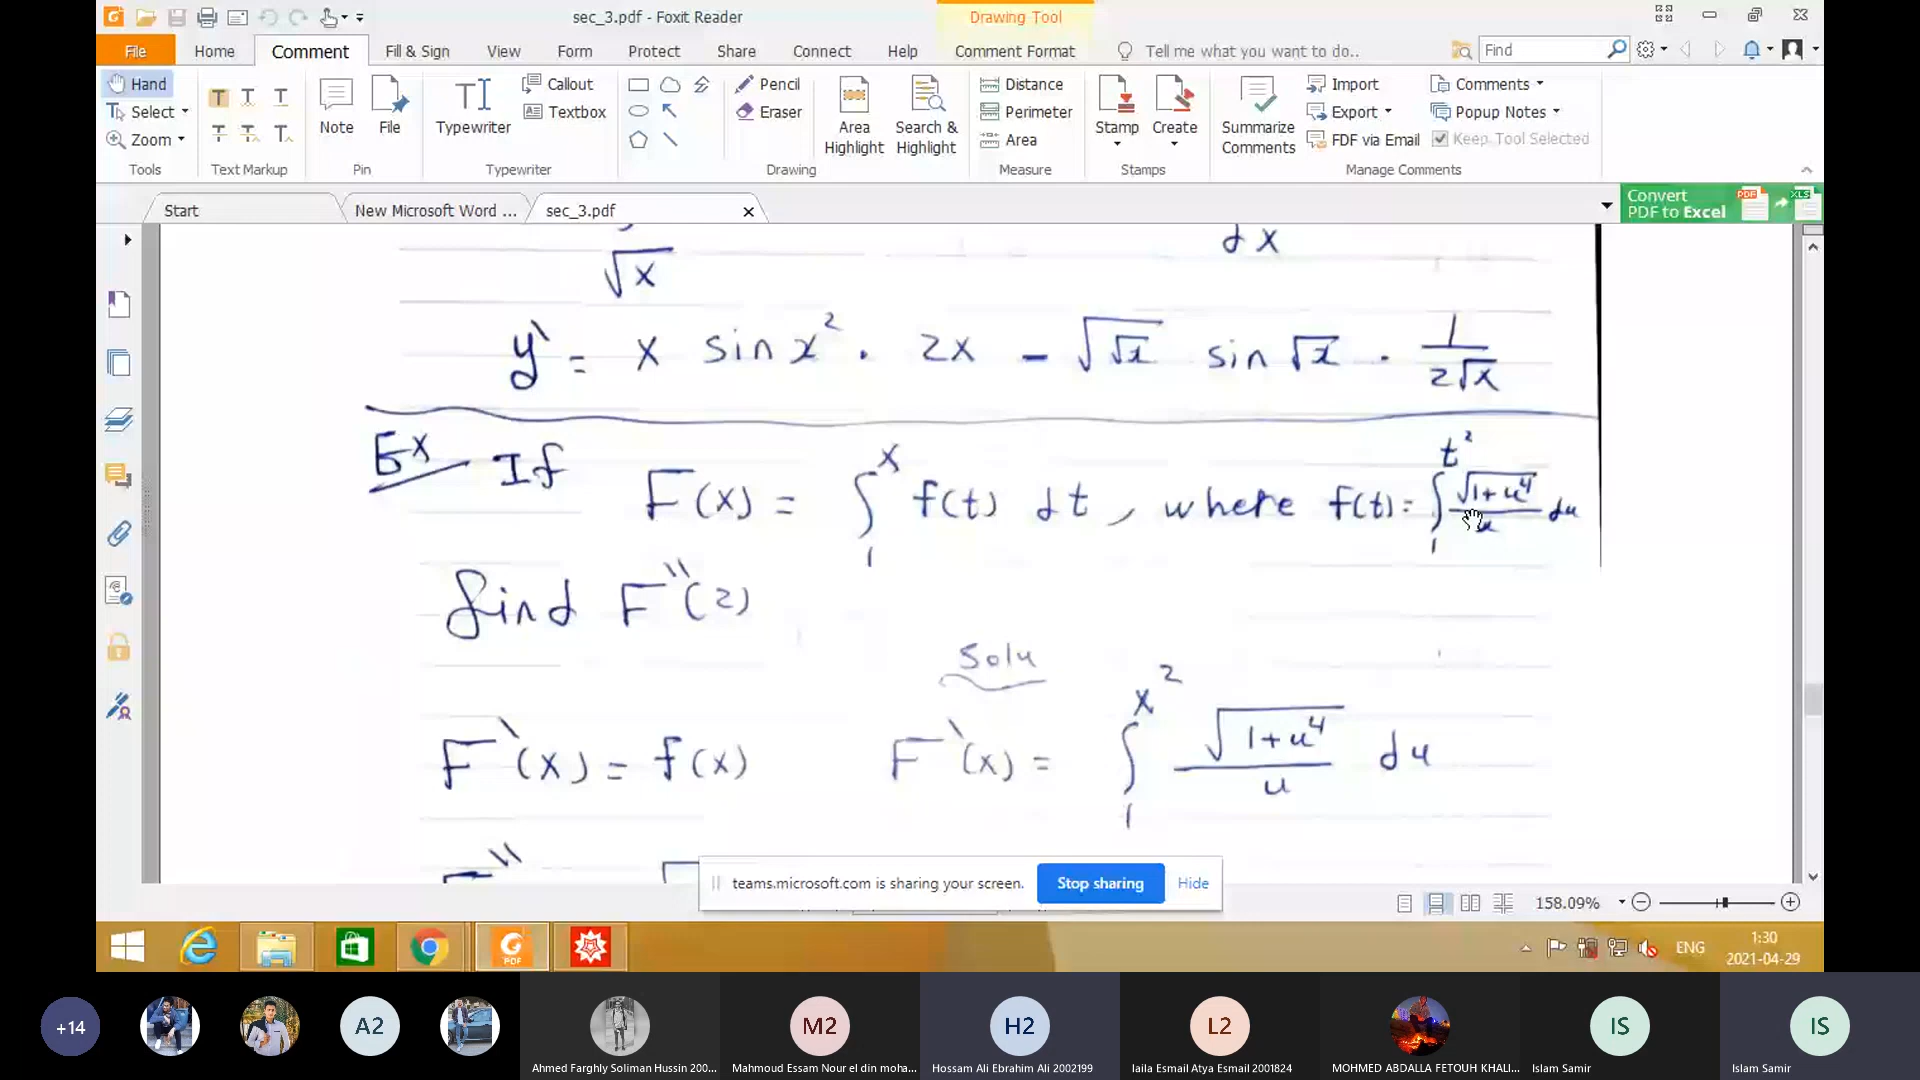 sec_3.pdf - Foxit Reader
Drawing Tool
File Home Comment Fill & Sign View Form Protect Share Connect Help Comment Format Tell me what you want to do.. Find
Hand
Select
Zoom
Tools
Text Markup
Note
File
Pin
Typewriter
Callout
Textbox
Typewriter
Pencil
Eraser
Area Highlight
Search & Highlight
Drawing
Distance
Perimeter
Area
Measure
Stamp
Create
Stamps
Summarize Comments
Import
Export
FDF via Email
Comments
Popup Notes
Keep Tool Selected
Manage Comments
Start New Microsoft Word ... sec_3.pdf
Convert
PDF to Excel
PDF XLS
√x dx
y` = x sin x² · 2x - √√x sin √x · 1/2√x
Ex If F(x) = ∫₁ˣ f(t) dt, where f(t) = ∫₁^t² √1+u⁴/u du
find F``(2)
Solu
F`(x) = f(x) F`(x) = ∫₁^x² √1+u⁴/u du
teams.microsoft.com is sharing your screen. Stop sharing Hide
158.09%
PDF
ENG
1:30
2021-04-29
+14 A2 M2 H2 L2 IS IS
Ahmed Farghly Soliman Hussin 200...
Mahmoud Essam Nour el din moha...
Hossam Ali Ebrahim Ali 2002199
laila Esmail Atya Esmail 2001824
MOHMED ABDALLA FETOUH KHALI...
Islam Samir
Islam Samir